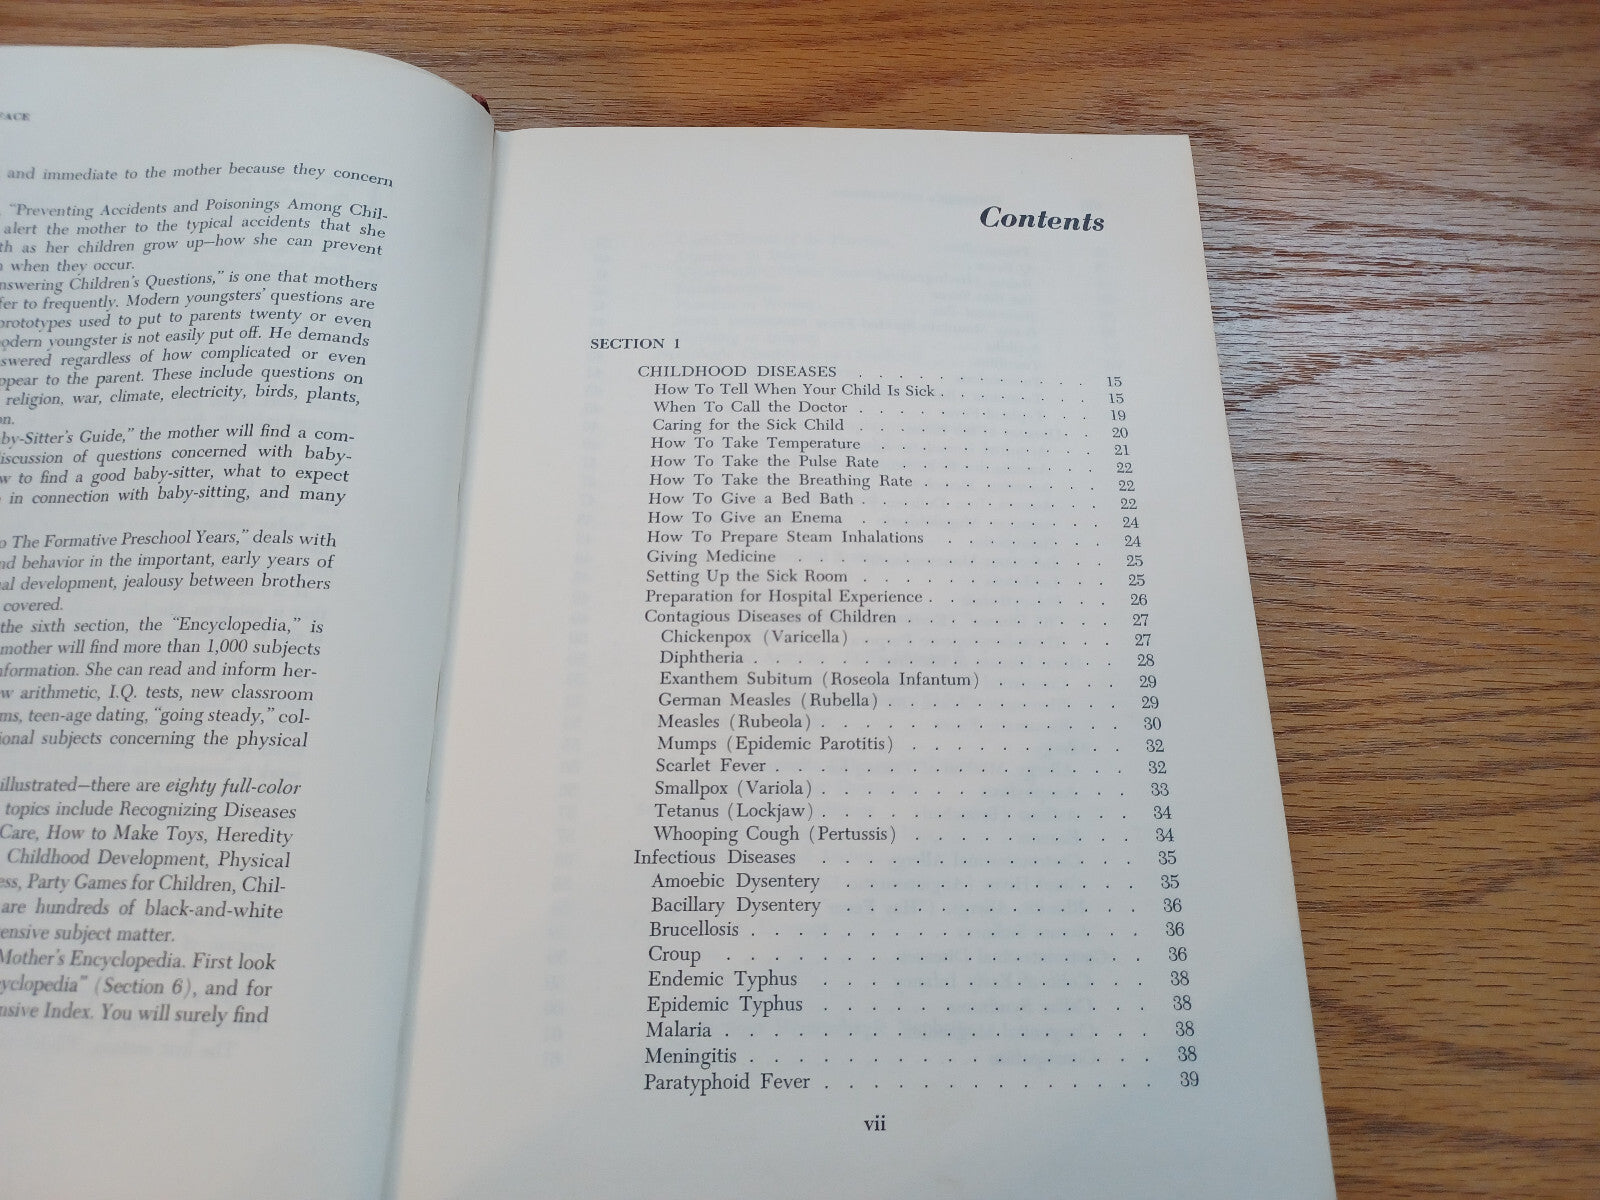 and immediate to the mother because they concern
"Preventing Accidents and Poisonings Among Chil-
alert the mother to the typical accidents that she
as her children grow up—how she can prevent
when they occur.
Children's Questions," is one that mothers
to frequently. Modern youngsters' questions are
prototypes used to put to parents twenty or even
youngster is not easily put off. He demands
regardless of how complicated or even
to the parent. These include questions on
religion, war, climate, electricity, birds, plants,
Guide," the mother will find a com-
discussion of questions concerned with baby-
to find a good baby-sitter, what to expect
in connection with baby-sitting, and many
The Formative Preschool Years," deals with
behavior in the important, early years of
development, jealousy between brothers
covered.
the sixth section, the "Encyclopedia," is
mother will find more than 1,000 subjects
She can read and inform her-
arithmetic, I.Q. tests, new classroom
teen-age dating, "going steady," col-
subjects concerning the physical
illustrated—there are eighty full-color
topics include Recognizing Diseases
Care, How to Make Toys, Heredity
Childhood Development, Physical
Party Games for Children, Chil-
are hundreds of black-and-white
subject matter.
Mother's Encyclopedia. First look
(Section 6), and for
Index. You will surely find
Contents
SECTION 1
CHILDHOOD DISEASES . . . . . . . . . . . . 15
How To Tell When Your Child Is Sick . . . . . . . . 15
When To Call the Doctor . . . . . . . . . . . . 19
Caring for the Sick Child . . . . . . . . . . . . 20
How To Take Temperature . . . . . . . . . . . 21
How To Take the Pulse Rate . . . . . . . . . . 22
How To Take the Breathing Rate . . . . . . . . . 22
How To Give a Bed Bath . . . . . . . . . . . . 22
How To Give an Enema . . . . . . . . . . . . 24
How To Prepare Steam Inhalations . . . . . . . . 24
Giving Medicine . . . . . . . . . . . . . . 25
Setting Up the Sick Room . . . . . . . . . . . . 25
Preparation for Hospital Experience . . . . . . . . . 26
Contagious Diseases of Children . . . . . . . . . . 27
Chickenpox (Varicella) . . . . . . . . . . . . 27
Diphtheria . . . . . . . . . . . . . . . . 28
Exanthem Subitum (Roseola Infantum) . . . . . . 29
German Measles (Rubella) . . . . . . . . . . . 29
Measles (Rubeola) . . . . . . . . . . . . . . 30
Mumps (Epidemic Parotitis) . . . . . . . . . . 32
Scarlet Fever . . . . . . . . . . . . . . . 32
Smallpox (Variola) . . . . . . . . . . . . . . 33
Tetanus (Lockjaw) . . . . . . . . . . . . . . 34
Whooping Cough (Pertussis) . . . . . . . . . . 34
Infectious Diseases . . . . . . . . . . . . . 35
Amoebic Dysentery . . . . . . . . . . . . 35
Bacillary Dysentery . . . . . . . . . . . . 36
Brucellosis . . . . . . . . . . . . . . . . 36
Croup . . . . . . . . . . . . . . . . . 36
Endemic Typhus . . . . . . . . . . . . . 38
Epidemic Typhus . . . . . . . . . . . . . 38
Malaria . . . . . . . . . . . . . . . . . 38
Meningitis . . . . . . . . . . . . . . . . 38
Paratyphoid Fever . . . . . . . . . . . . . 39
vii